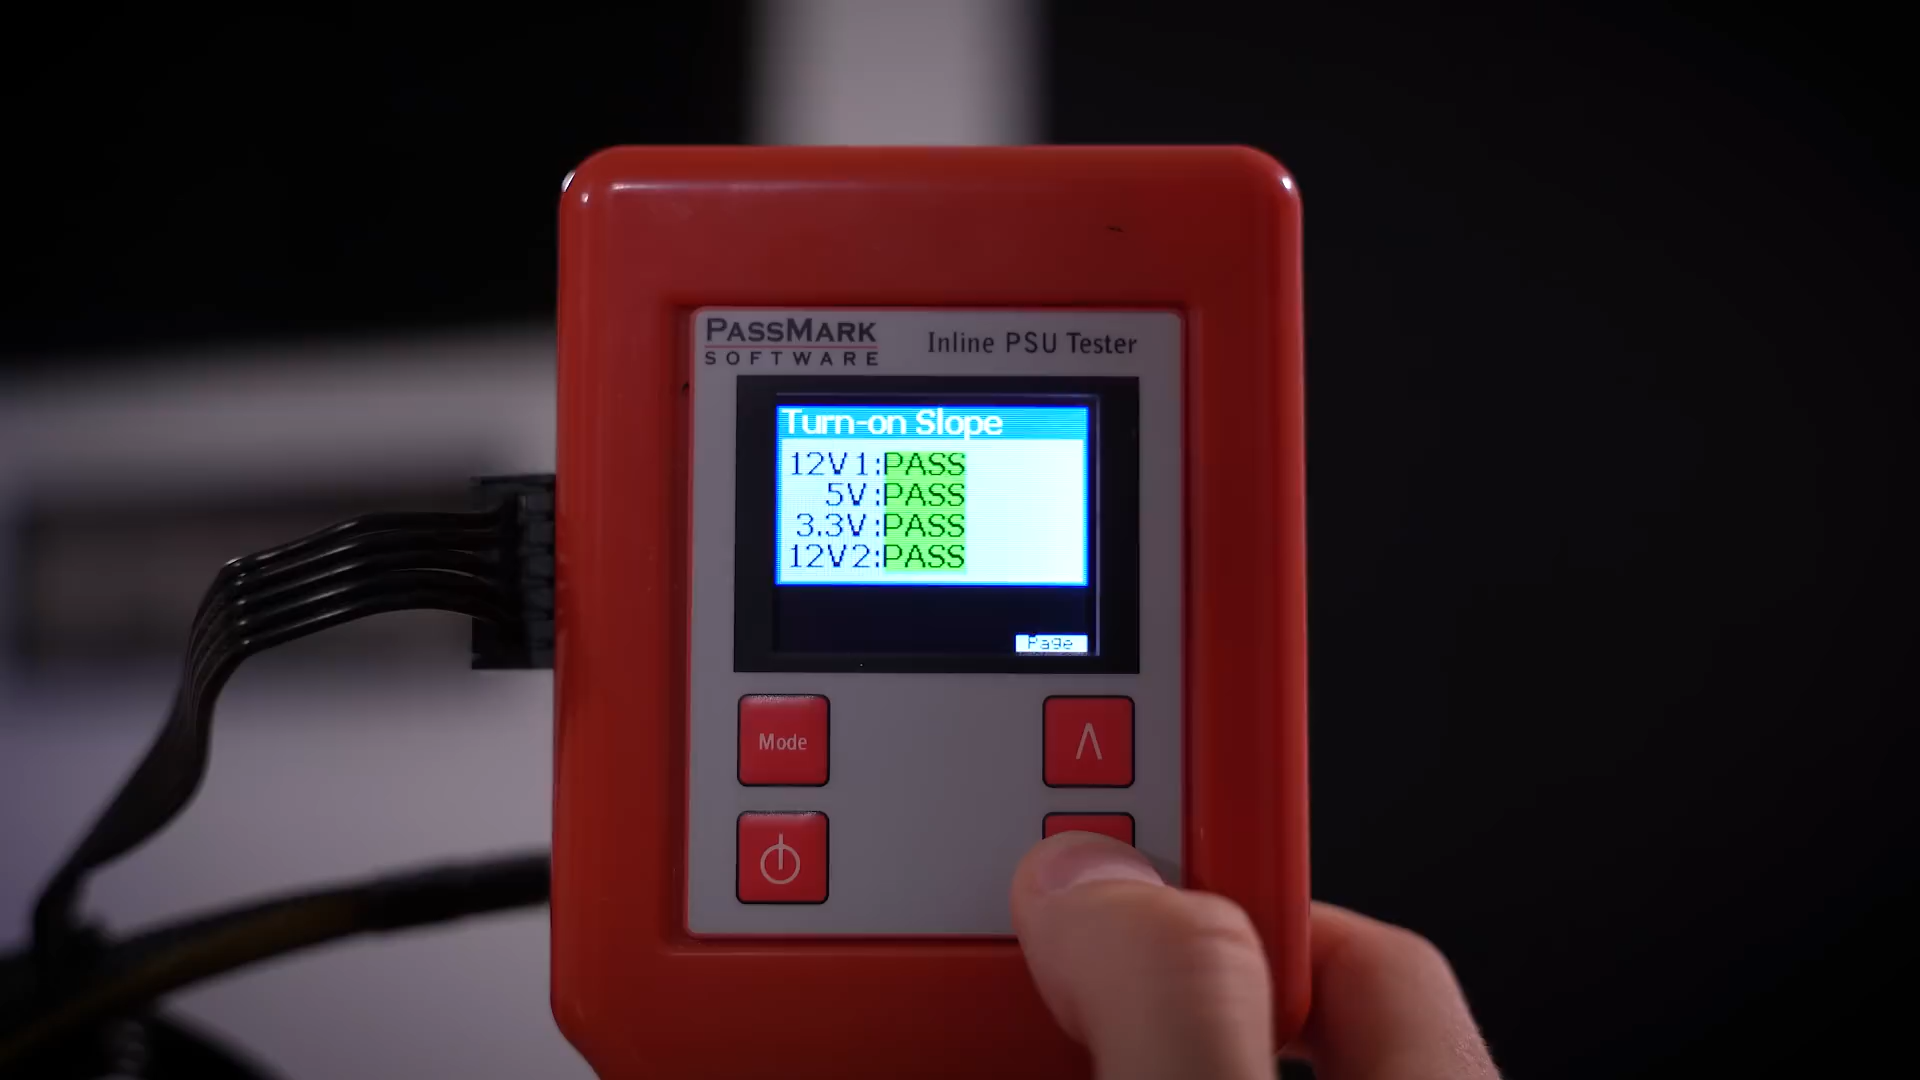 PASSMARK
SOFTWARE
Inline PSU Tester
Turn-on Slope
12V1:PASS
5V:PASS
3.3V:PASS
12V2:PASS
Page
Mode